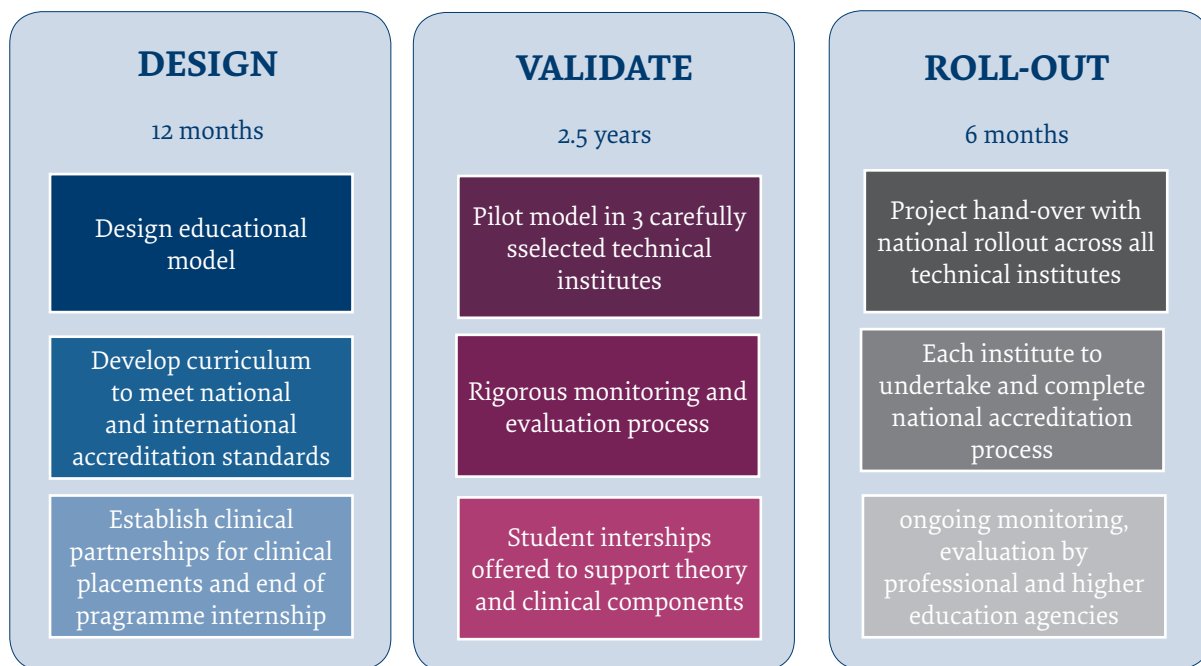 DESIGN
12 months
Design educational
model
Develop curriculum
to meet national
and international
accreditation standards
Establish clinical
partnerships for clinical
placements and end of
pragramme internship
VALIDATE
2.5 years
Pilot model in 3 carefully
sselected technical
institutes
Rigorous monitoring and
evaluation process
Student interships
offered to support theory
and clinical components
ROLL-OUT
6 months
Project hand-over with
national rollout across all
technical institutes
Each institute to
undertake and complete
national accreditation
process
ongoing monitoring,
evaluation by
professional and higher
education agencies